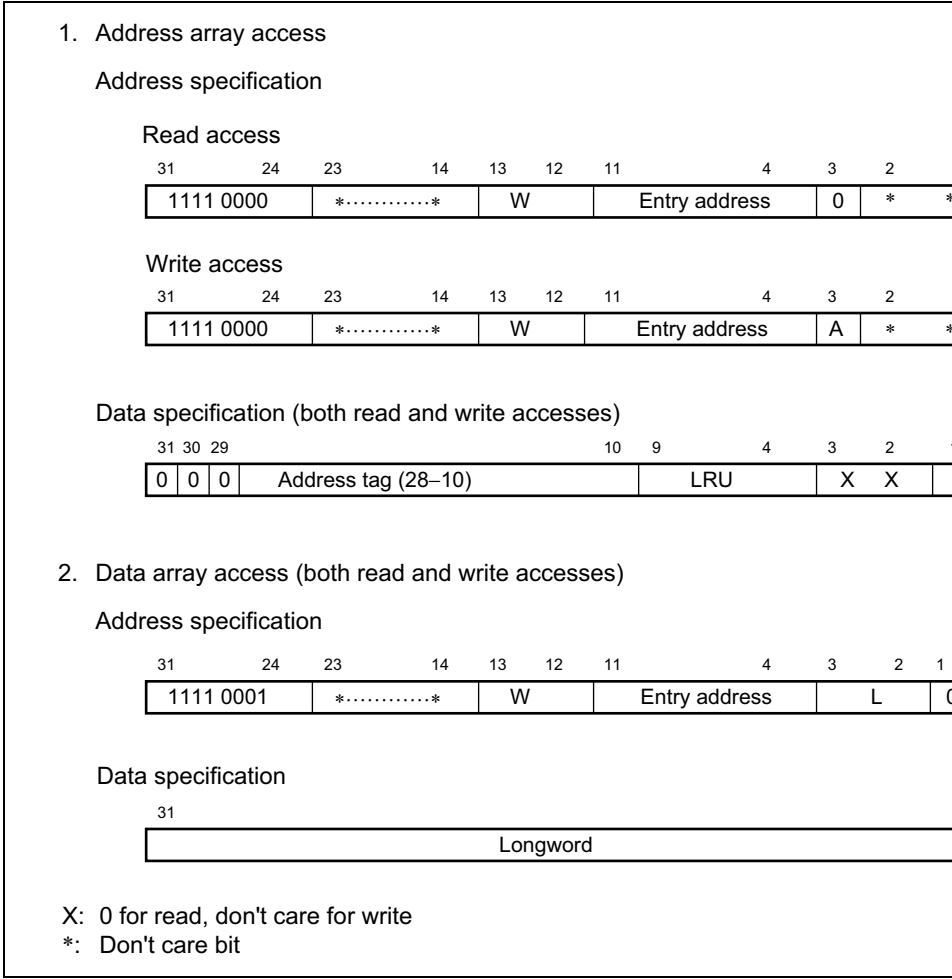 1. Address array access
Address specification
Read access
31 24 23 14 13 12 11 4 3 2
1111 0000 *············* W Entry address 0 * *
Write access
31 24 23 14 13 12 11 4 3 2
1111 0000 *············* W Entry address A * *
Data specification (both read and write accesses)
31 30 29 10 9 4 3 2
0 0 0 Address tag (28–10) LRU X X
2. Data array access (both read and write accesses)
Address specification
31 24 23 14 13 12 11 4 3 2 1
1111 0001 *············* W Entry address L
Data specification
31
Longword
X: 0 for read, don't care for write
*: Don't care bit